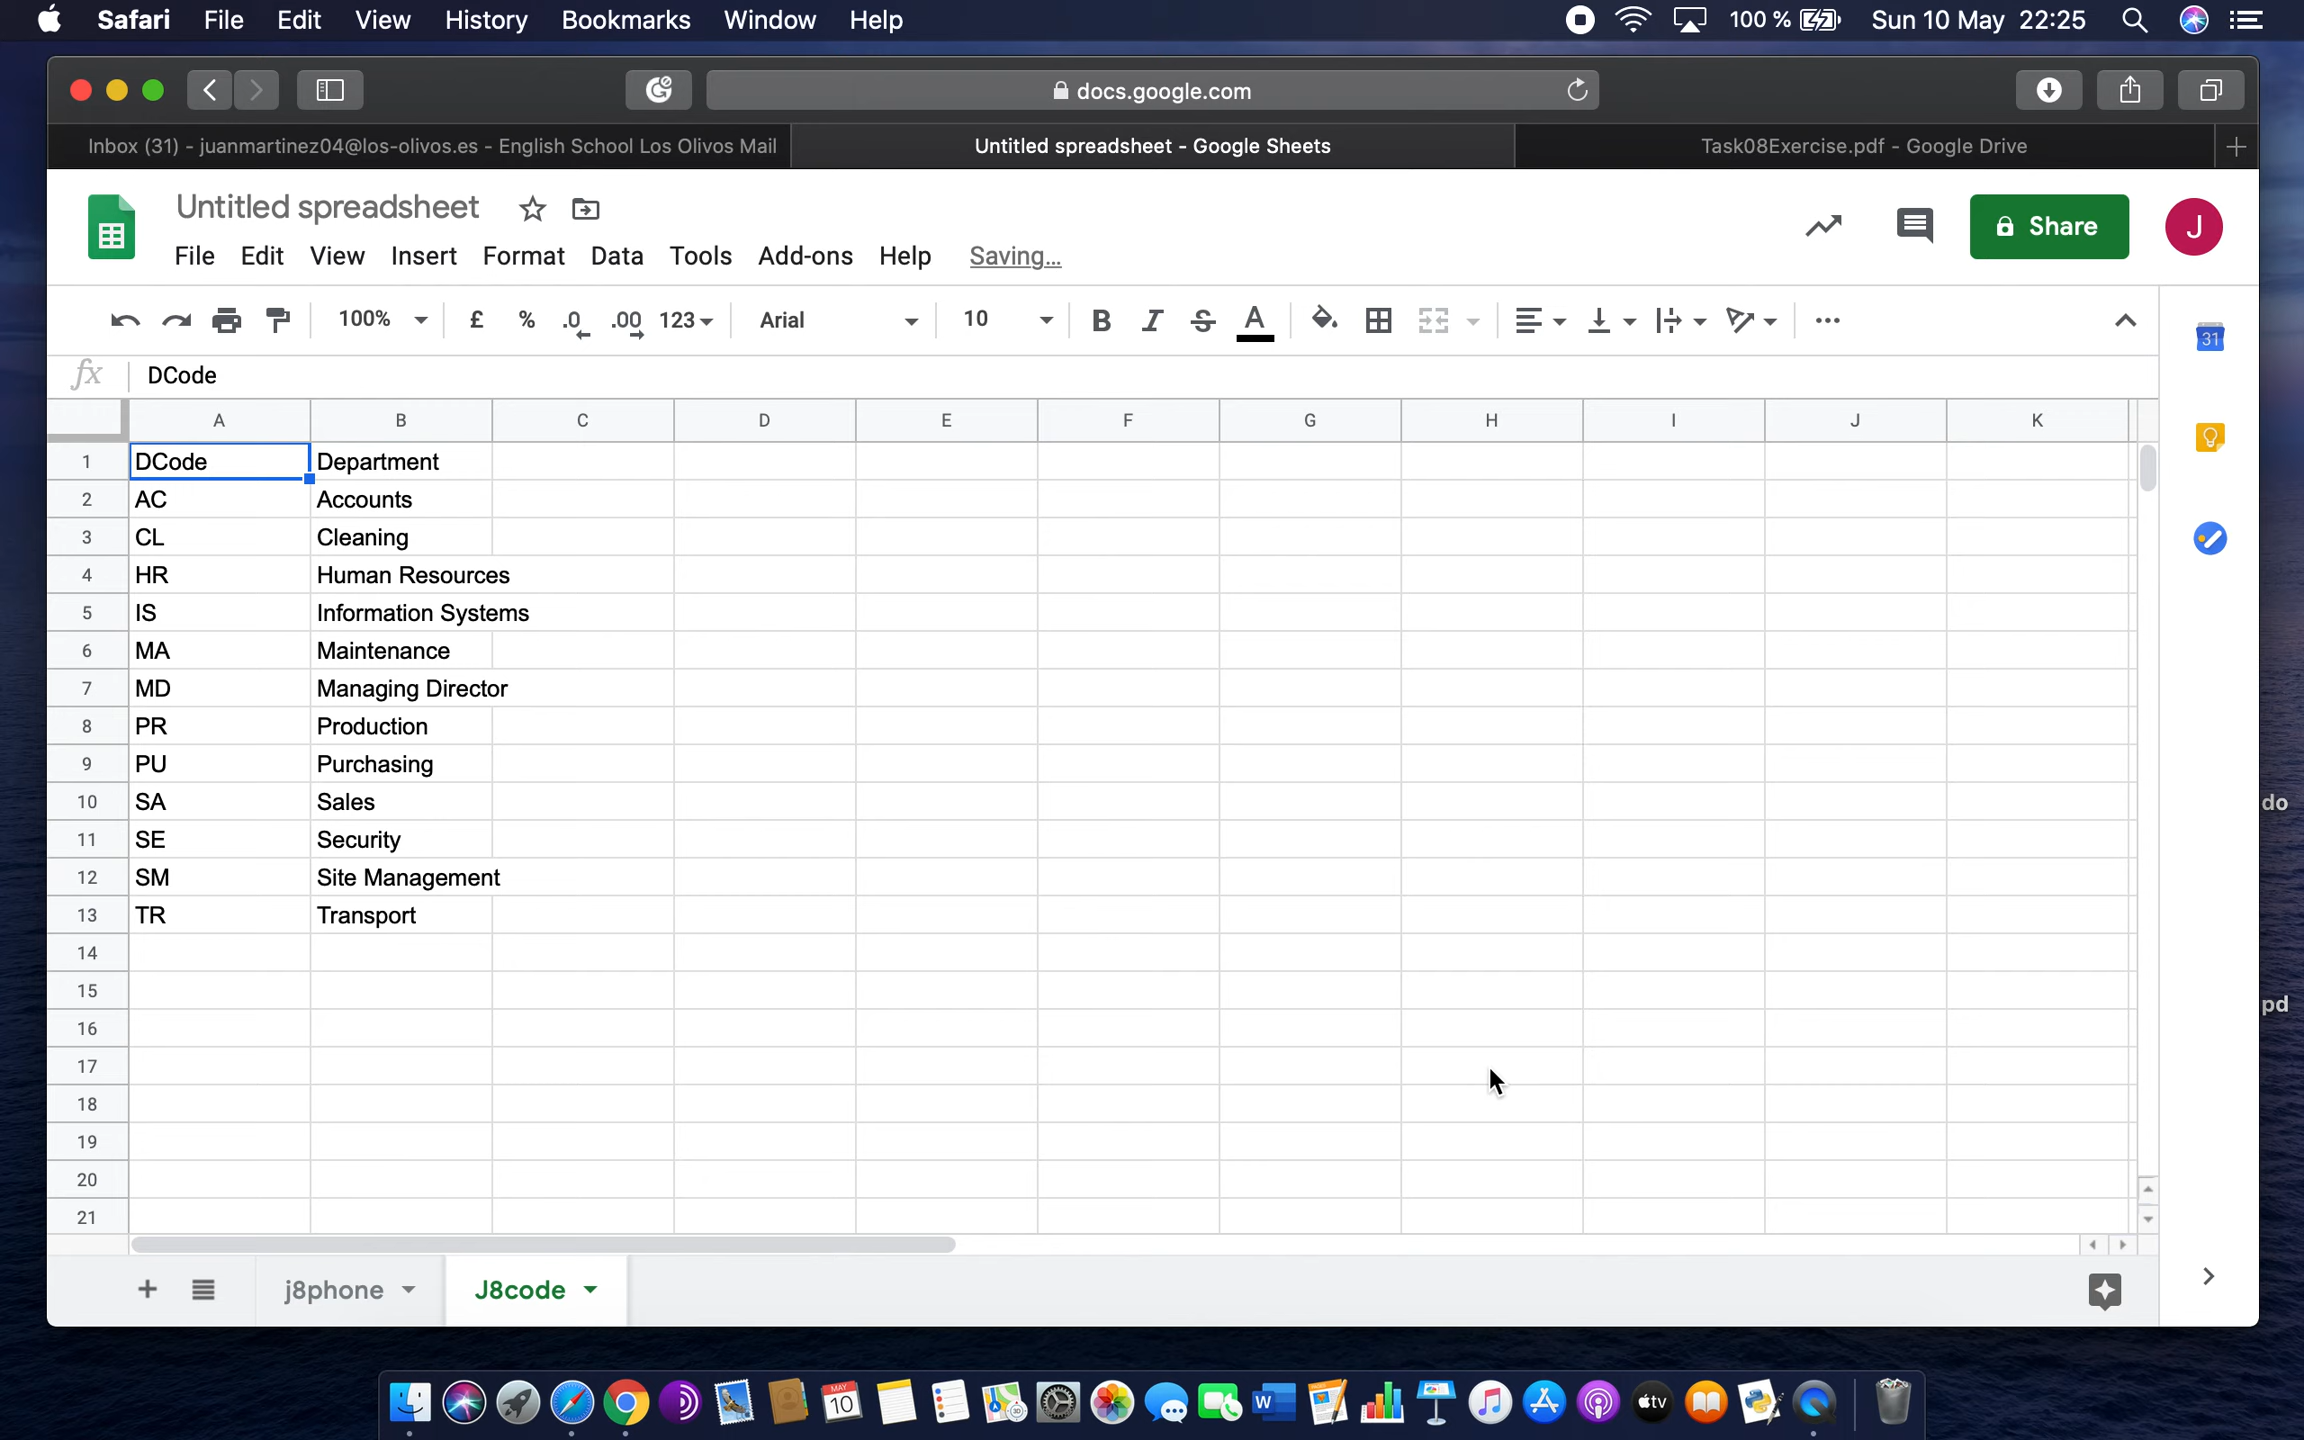 Safari File Edit View History Bookmarks Window Help 100 % Sun 10 May 22:25
docs.google.com
Inbox (31) - juanmartinez04@los-olivos.es - English School Los Olivos Mail
Untitled spreadsheet - Google Sheets
Task08Exercise.pdf - Google Drive
Untitled spreadsheet
Share
J
File Edit View Insert Format Data Tools Add-ons Help Saving...
100% £ % .0 .00 123 Arial 10 B I S A
31
fx DCode
A B C D E F G H I J K
1 DCode Department
2 AC Accounts
3 CL Cleaning
4 HR Human Resources
5 IS Information Systems
6 MA Maintenance
7 MD Managing Director
8 PR Production
9 PU Purchasing
10 SA Sales
do
11 SE Security
12 SM Site Management
13 TR Transport
14
15
pd
16
17
18
19
20
21
j8phone J8code
MAY 10 3D W tv